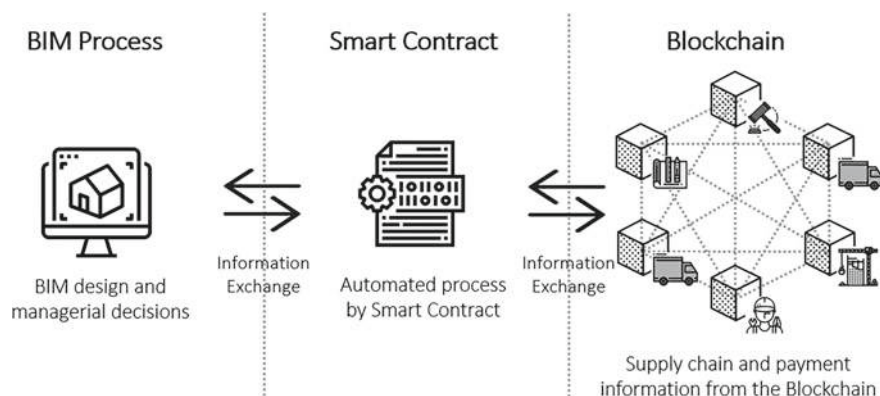 BIM Process
Smart Contract
Blockchain
Information
Exchange
Information
Exchange
BIM design and
managerial decisions
Automated process
by Smart Contract
Supply chain and payment
information from the Blockchain